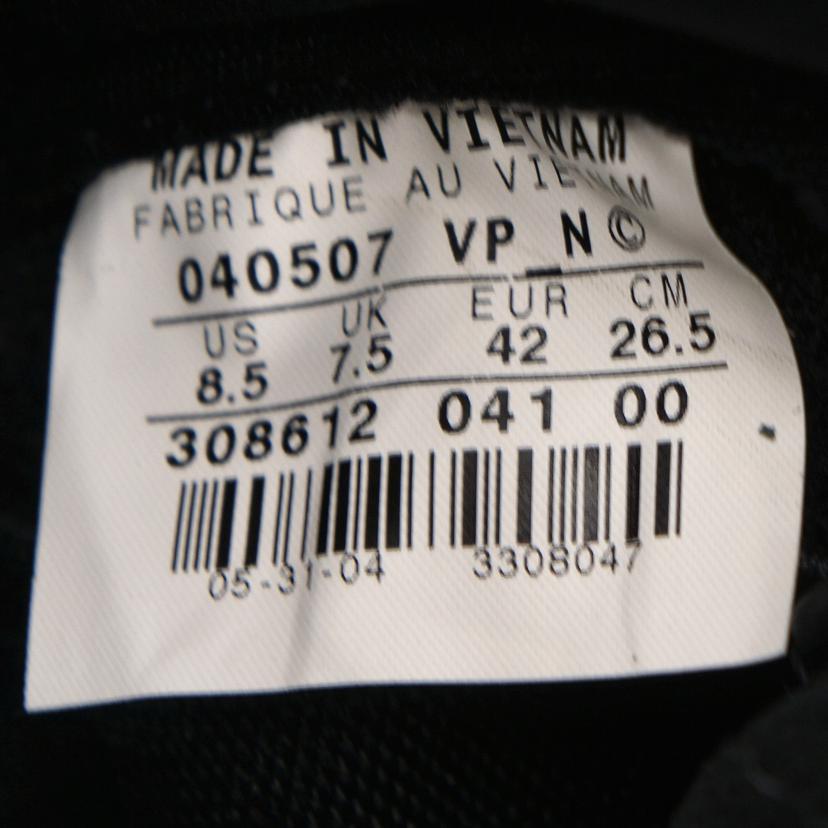 MADE IN VIETNAM
FABRIQUE AU VIETNAM
040507 VP_N©
US UK EUR CM
8.5 7.5 42 26.5
308612 041 00
05-31-04 3308047